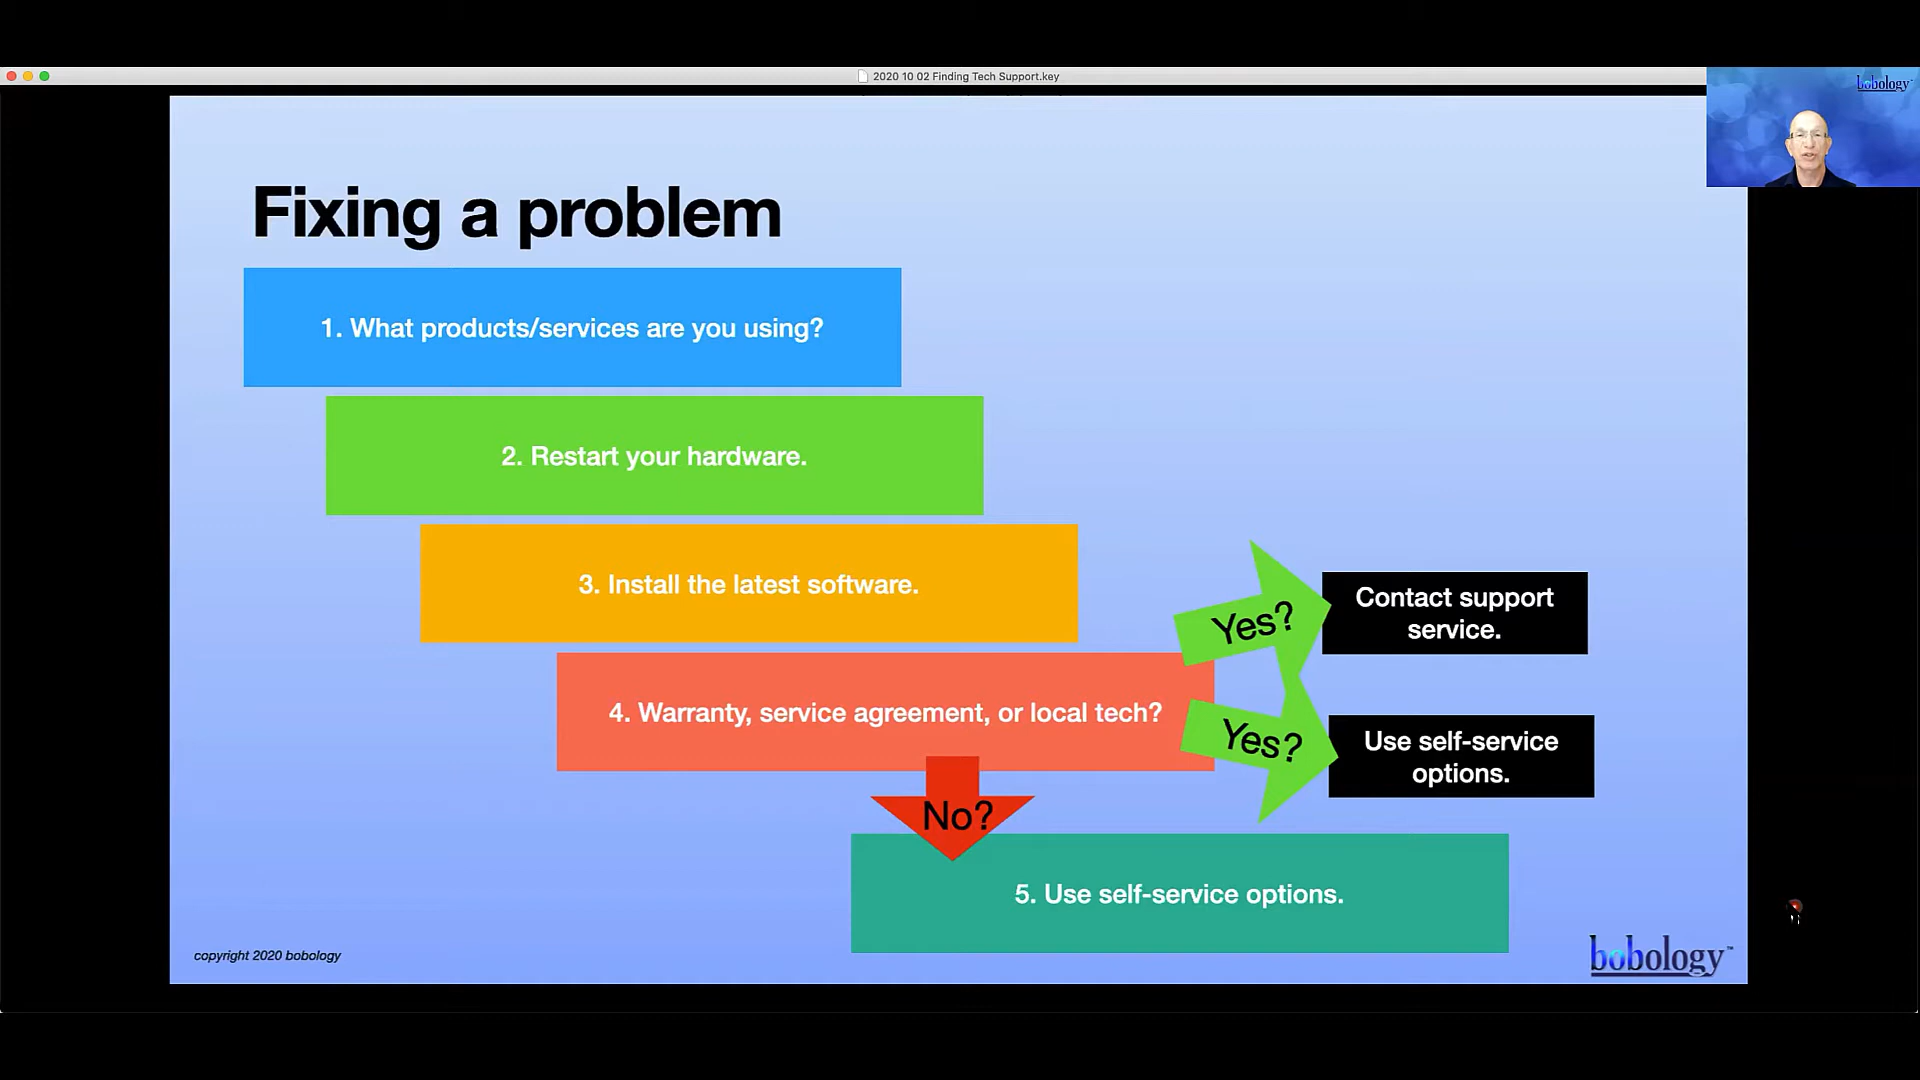 2020 10 02 Finding Tech Support.key
bobology
Fixing a problem
1. What products/services are you using?
2. Restart your hardware.
3. Install the latest software.
Yes?
Contact support
service.
4. Warranty, service agreement, or local tech?
Yes?
Use self-service
options.
No?
5. Use self-service options.
copyright 2020 bobology
bobology™